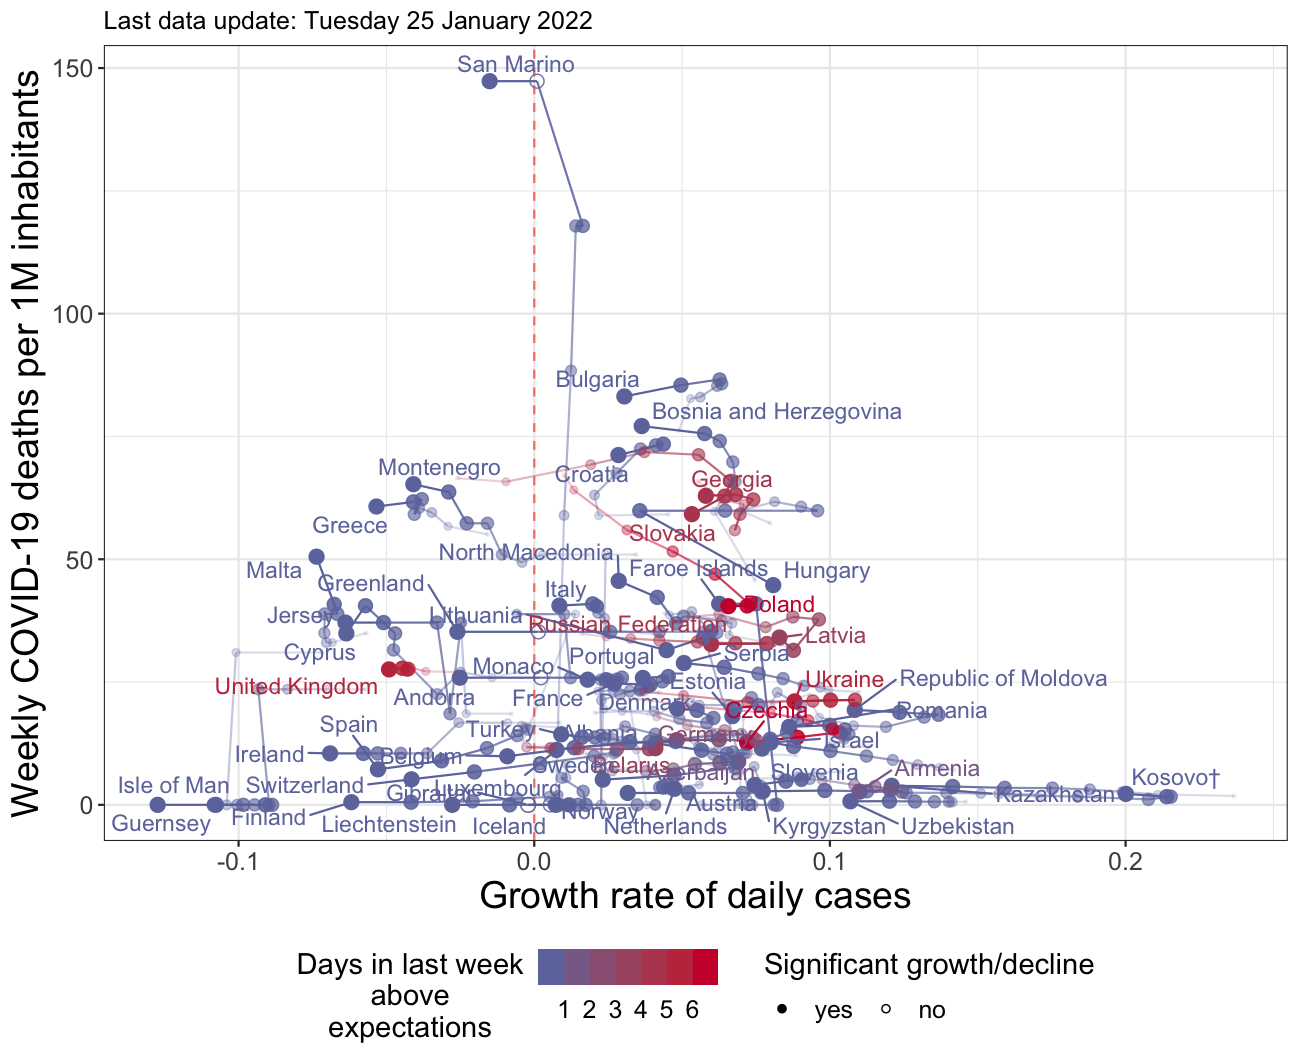 Last data update: Tuesday 25 January 2022
Weekly COVID-19 deaths per 1M inhabitants
150
100
50
0
San Marino
Bulgaria
Bosnia and Herzegovina
Montenegro
Croatia
Georgia
Greece
Slovakia
North Macedonia
Malta
Greenland
Faroe Islands
Hungary
Italy
Poland
Jersey
Lithuania
Russian Federation
Latvia
Cyprus
Monaco
Portugal
Serbia
United Kingdom
Andorra
France
Estonia
Ukraine
Republic of Moldova
Denmark
Czechia
Romania
Spain
Turkey
Albania
Germany
Israel
Ireland
Belgium
Sweden
Belarus
Azerbaijan
Slovenia
Armenia
Kosovo†
Isle of Man
Switzerland
Gibraltar
Luxembourg
Austria
Kazakhstan
Guernsey
Finland
Liechtenstein
Iceland
Norway
Netherlands
Kyrgyzstan
Uzbekistan
-0.1
0.0
0.1
0.2
Growth rate of daily cases
Days in last week
above
expectations
1 2 3 4 5 6
Significant growth/decline
yes
no